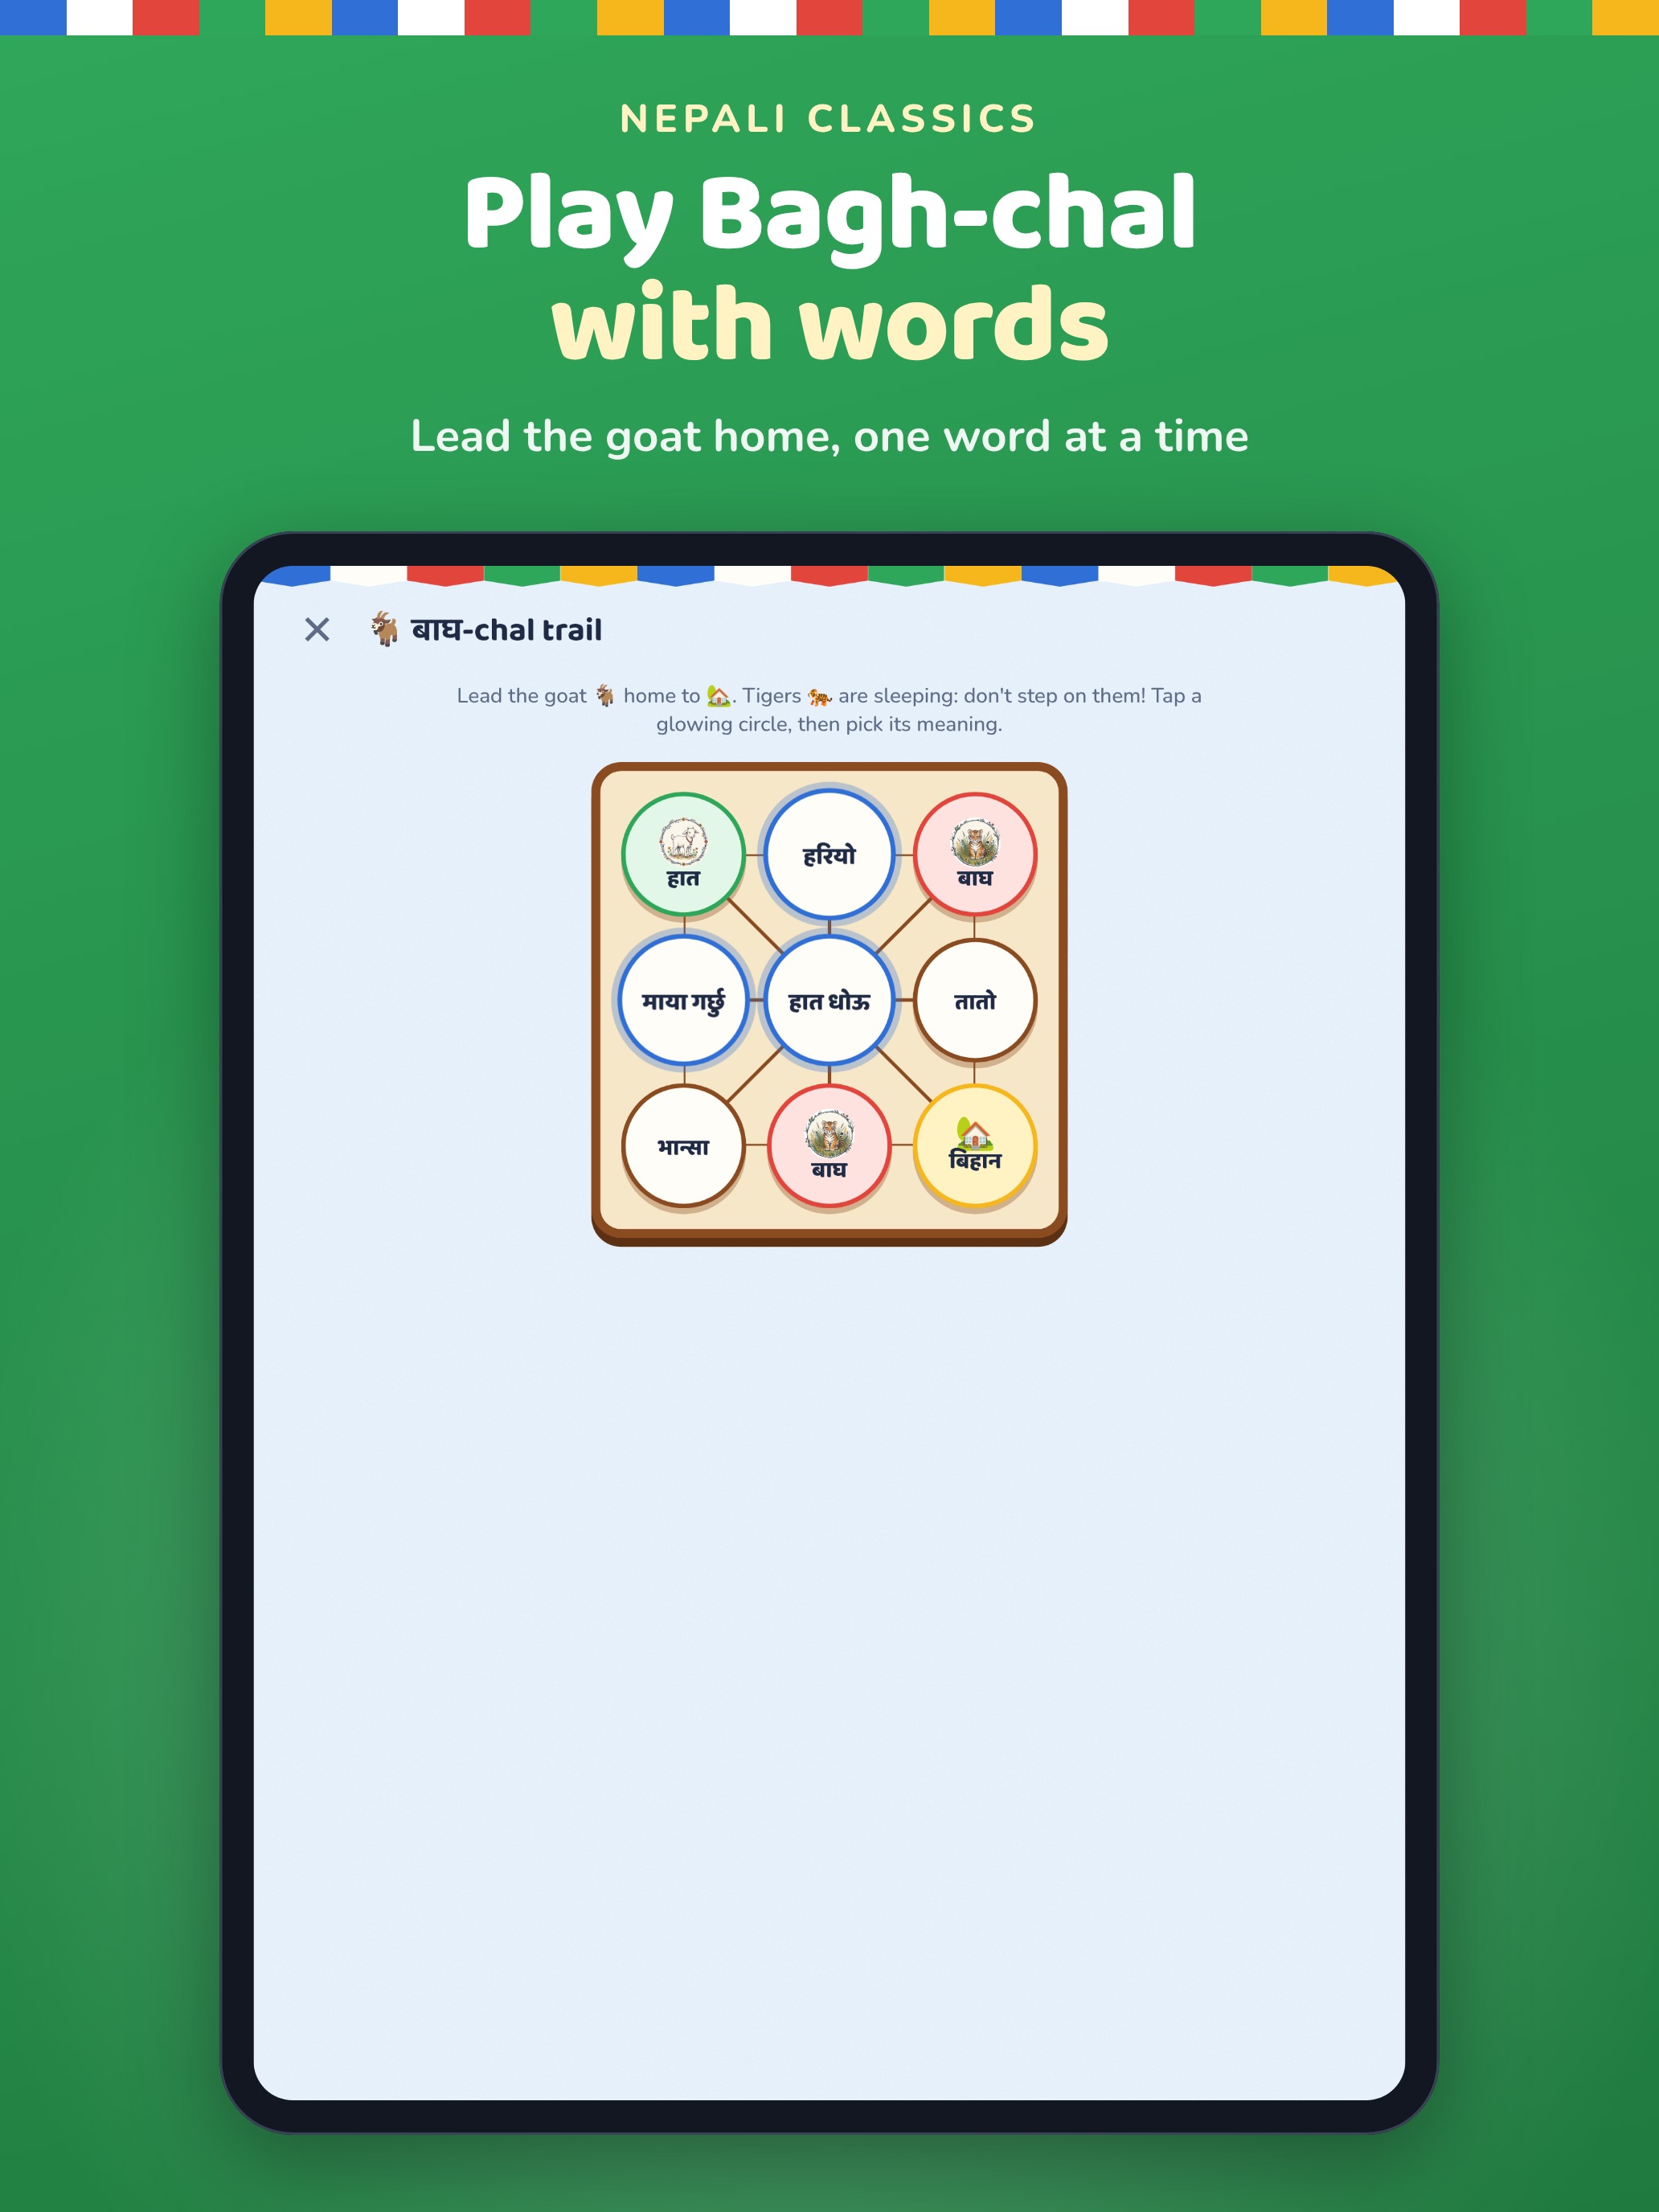 NEPALI CLASSICS
Play Bagh-chal
with words
Lead the goat home, one word at a time
🐐 बाघ-chal trail
Lead the goat 🐐 home to 🏡. Tigers 🐅 are sleeping: don't step on them! Tap a
glowing circle, then pick its meaning.
हात
हरियो
बाघ
माया गर्छु
हात धोऊ
तातो
भान्सा
बाघ
बिहान